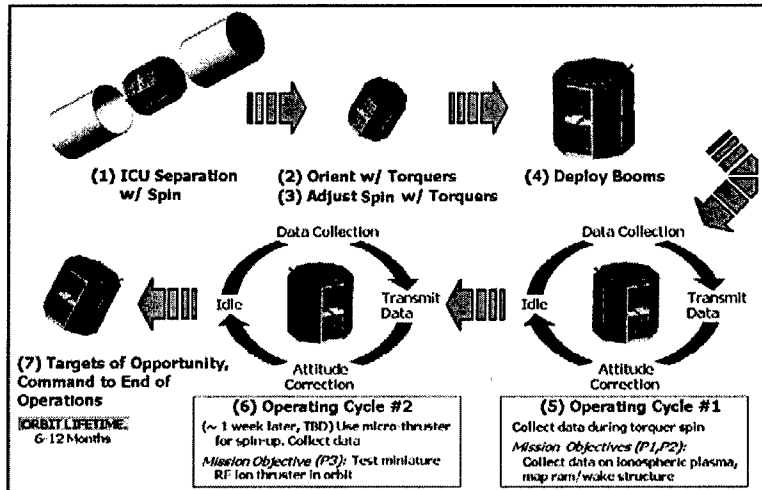 (1) ICU Separation
w/ Spin
(2) Orient w/ Torquers
(3) Adjust Spin w/ Torquers
(4) Deploy Booms
Data Collection
Transmit
Data
Attitude
Correction
Idle
(5) Operating Cycle #1
Collect data during torquer spin
Mission Objectives (P1,P2):
Collect data on ionospheric plasma,
map ram/wake structure
Data Collection
Transmit
Data
Attitude
Correction
Idle
(6) Operating Cycle #2
(~ 1 week later, TBD) Use micro-thruster
for spin-up. Collect data
Mission Objective (P3): Test miniature
RF ion thruster in orbit
(7) Targets of Opportunity,
Command to End of
Operations
ORBIT LIFETIME.
6-12 Months